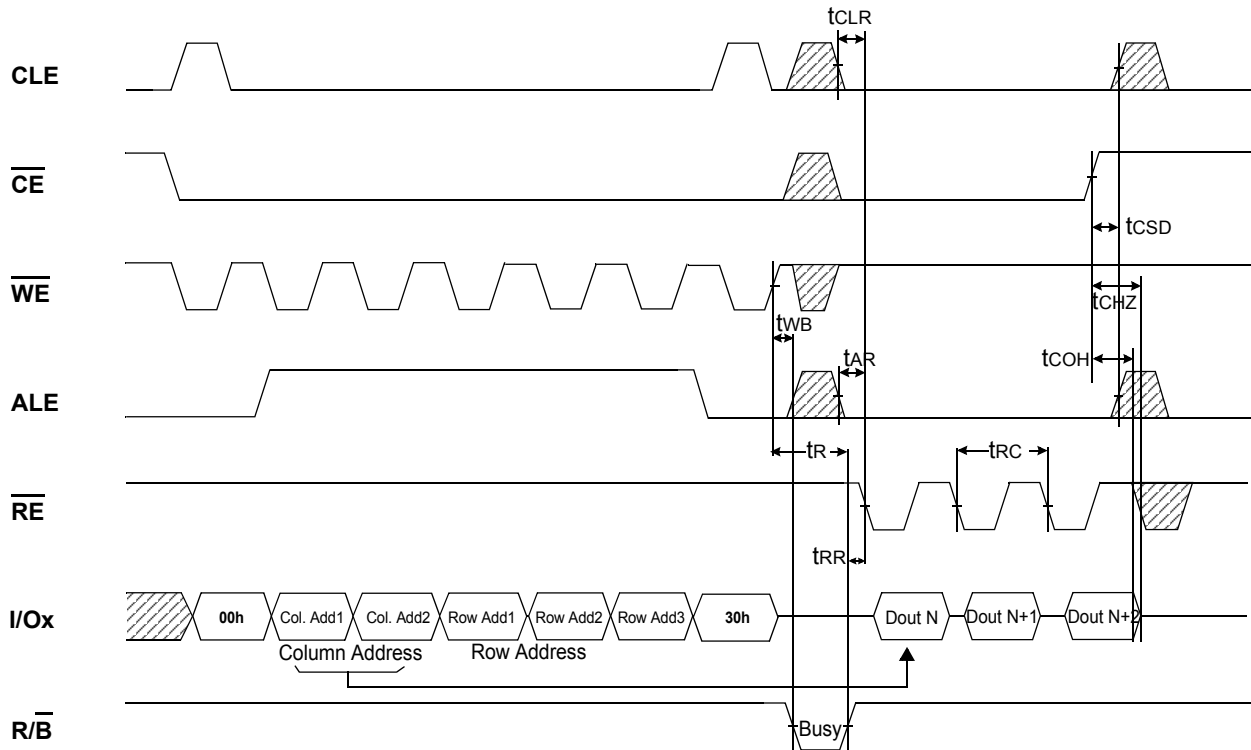 tCLR
CLE
CE
tCSD
WE
tCHZ
tWB
tAR
tCOH
ALE
tR
tRC
RE
tRR
I/Ox
00h
Col. Add1
Col. Add2
Row Add1
Row Add2
Row Add3
30h
Dout N
Dout N+1
Dout N+2
Column Address
Row Address
R/B
Busy